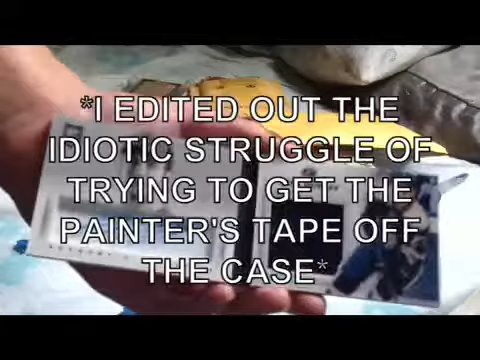 *I EDITED OUT THE
IDIOTIC STRUGGLE OF
TRYING TO GET THE
PAINTER'S TAPE OFF
THE CASE*